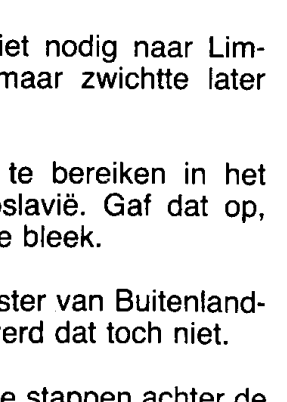 iet nodig naar Lim-
maar zwichtte later
te bereiken in het
slavië. Gaf dat op,
e bleek.
ster van Buitenland-
erd dat toch niet.
e stappen achter de